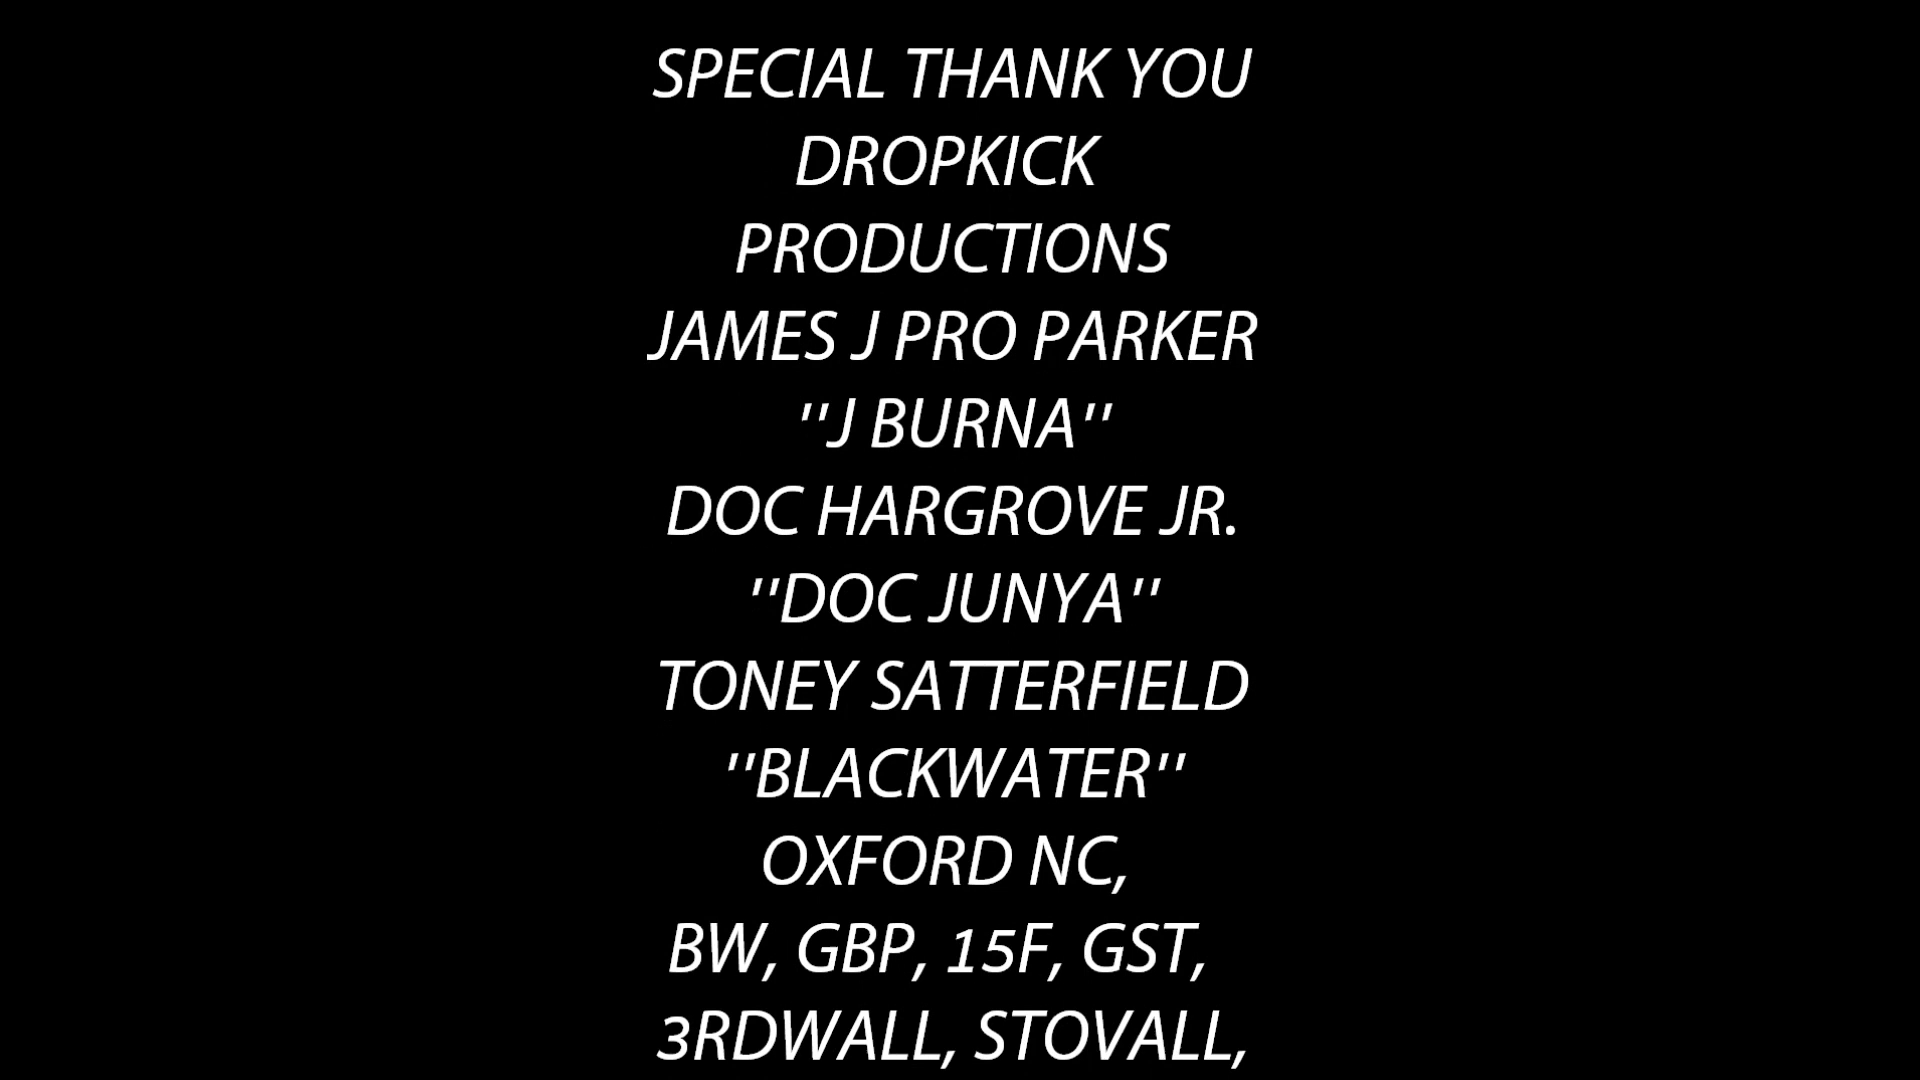 SPECIAL THANK YOU
DROPKICK
PRODUCTIONS
JAMES J PRO PARKER
''J BURNA''
DOC HARGROVE JR.
''DOC JUNYA''
TONEY SATTERFIELD
''BLACKWATER''
OXFORD NC,
BW, GBP, 15F, GST,
3RDWALL, STOVALL,